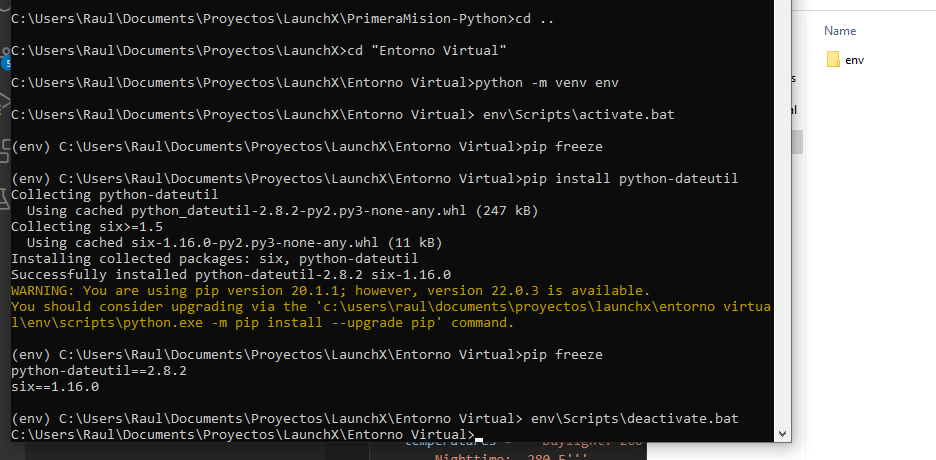 C:\Users\Raul\Documents\Proyectos\LaunchX\PrimeraMision-Python>cd ..
C:\Users\Raul\Documents\Proyectos\LaunchX>cd "Entorno Virtual"
C:\Users\Raul\Documents\Proyectos\LaunchX\Entorno Virtual>python -m venv env
C:\Users\Raul\Documents\Proyectos\LaunchX\Entorno Virtual> env\Scripts\activate.bat
(env) C:\Users\Raul\Documents\Proyectos\LaunchX\Entorno Virtual>pip freeze
(env) C:\Users\Raul\Documents\Proyectos\LaunchX\Entorno Virtual>pip install python-dateutil
Collecting python-dateutil
  Using cached python_dateutil-2.8.2-py2.py3-none-any.whl (247 kB)
Collecting six>=1.5
  Using cached six-1.16.0-py2.py3-none-any.whl (11 kB)
Installing collected packages: six, python-dateutil
Successfully installed python-dateutil-2.8.2 six-1.16.0
WARNING: You are using pip version 20.1.1; however, version 22.0.3 is available.
You should consider upgrading via the 'c:\users\raul\documents\proyectos\launchx\entorno virtua
l\env\scripts\python.exe -m pip install --upgrade pip' command.
(env) C:\Users\Raul\Documents\Proyectos\LaunchX\Entorno Virtual>pip freeze
python-dateutil==2.8.2
six==1.16.0
(env) C:\Users\Raul\Documents\Proyectos\LaunchX\Entorno Virtual> env\Scripts\deactivate.bat
C:\Users\Raul\Documents\Proyectos\LaunchX\Entorno Virtual>
Name
env
5
s
al
Nighttime: -280 F'''